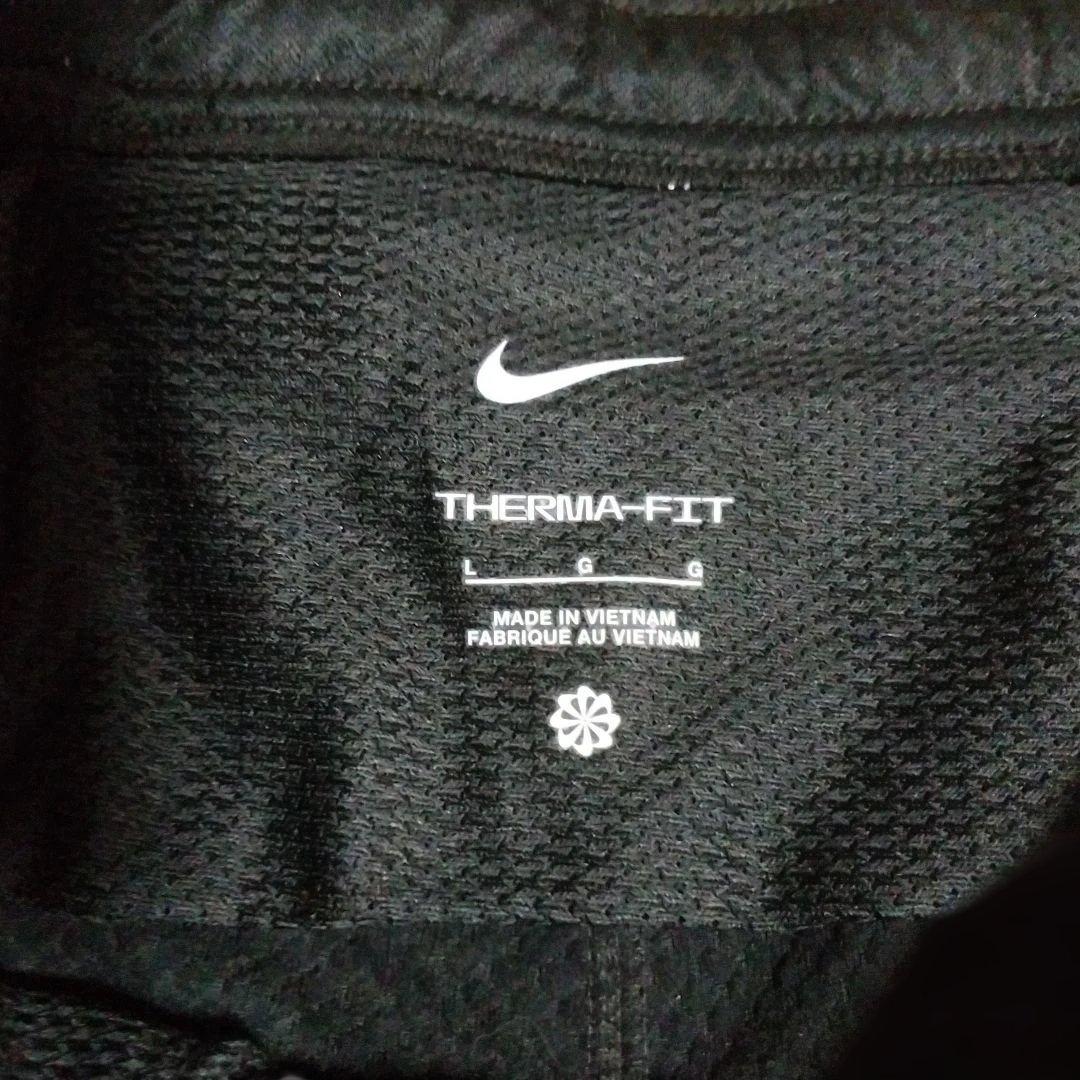 THERMA-FIT
L G G
MADE IN VIETNAM
FABRIQUE AU VIETNAM